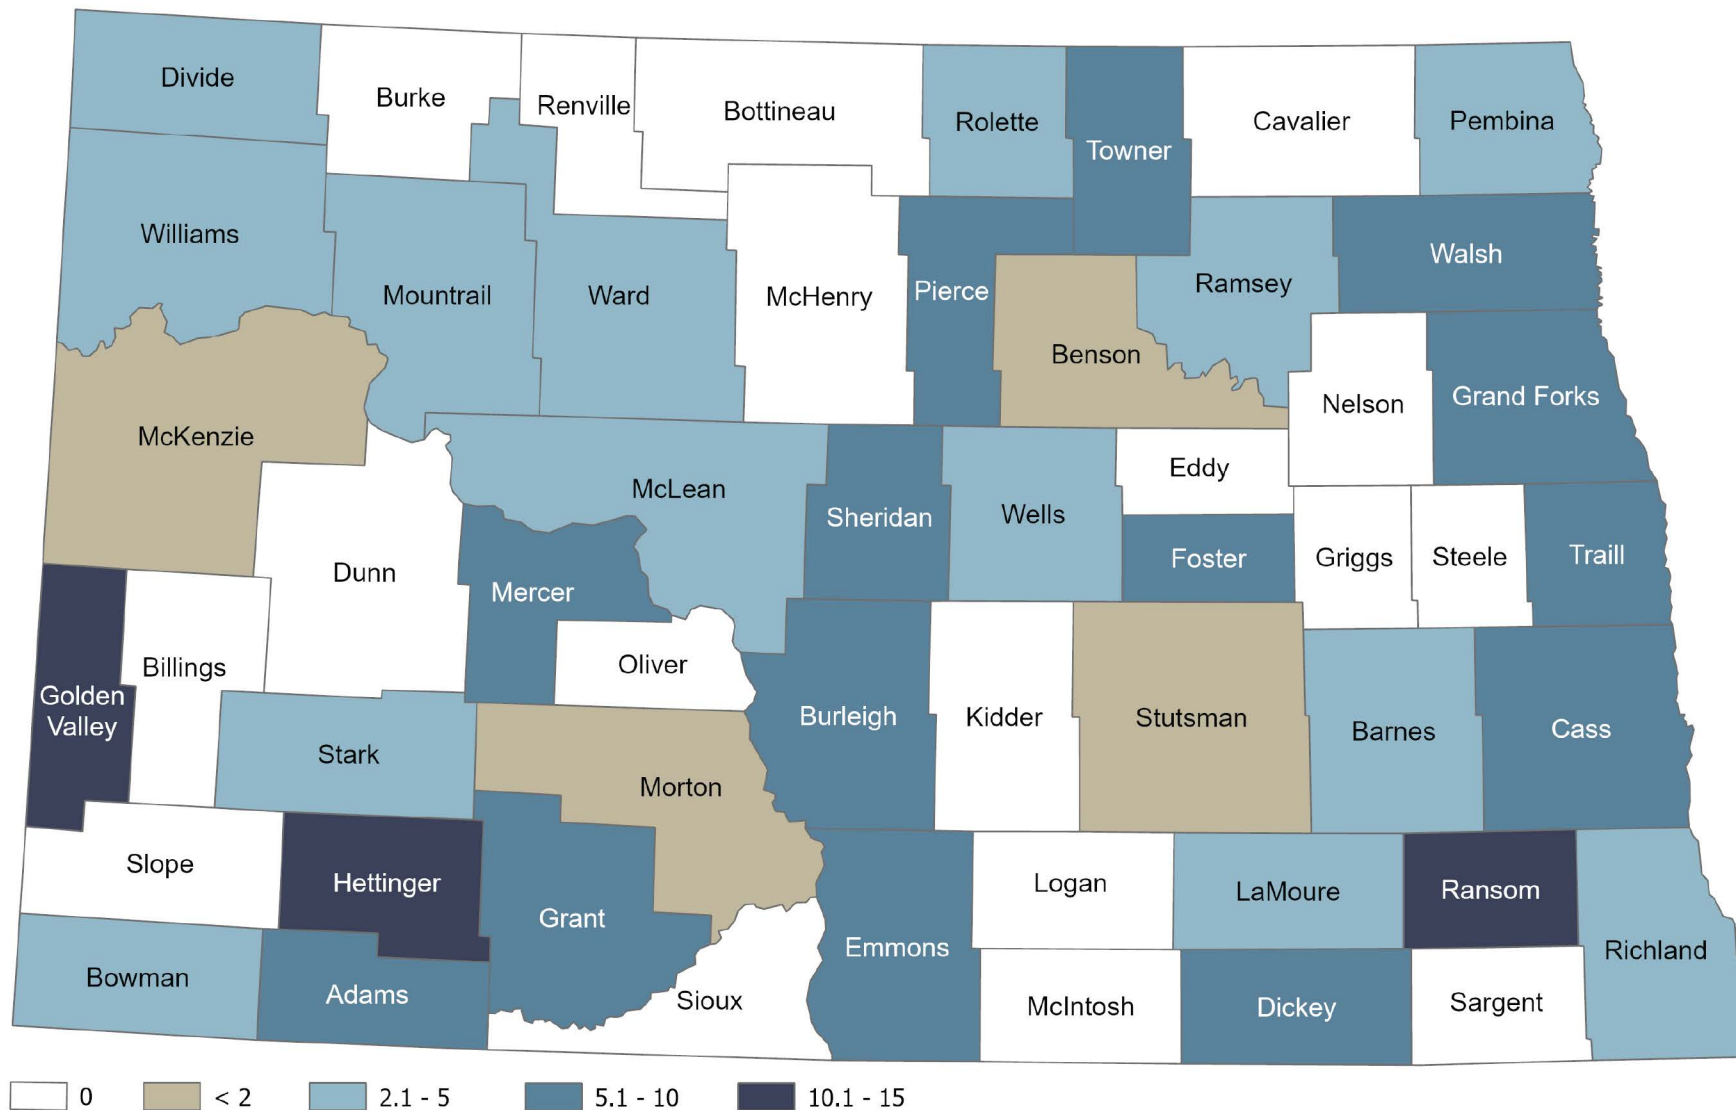 Divide
Burke
Renville
Bottineau
Rolette
Towner
Cavalier
Pembina
Williams
Mountrail
Ward
McHenry
Pierce
Benson
Ramsey
Walsh
McKenzie
Nelson
Grand Forks
Dunn
McLean
Sheridan
Wells
Eddy
Foster
Griggs
Steele
Traill
Mercer
Oliver
Golden
Valley
Billings
Stark
Morton
Burleigh
Kidder
Stutsman
Barnes
Cass
Slope
Hettinger
Grant
Emmons
Logan
LaMoure
Ransom
Richland
Bowman
Adams
Sioux
McIntosh
Dickey
Sargent
0
< 2
2.1 - 5
5.1 - 10
10.1 - 15